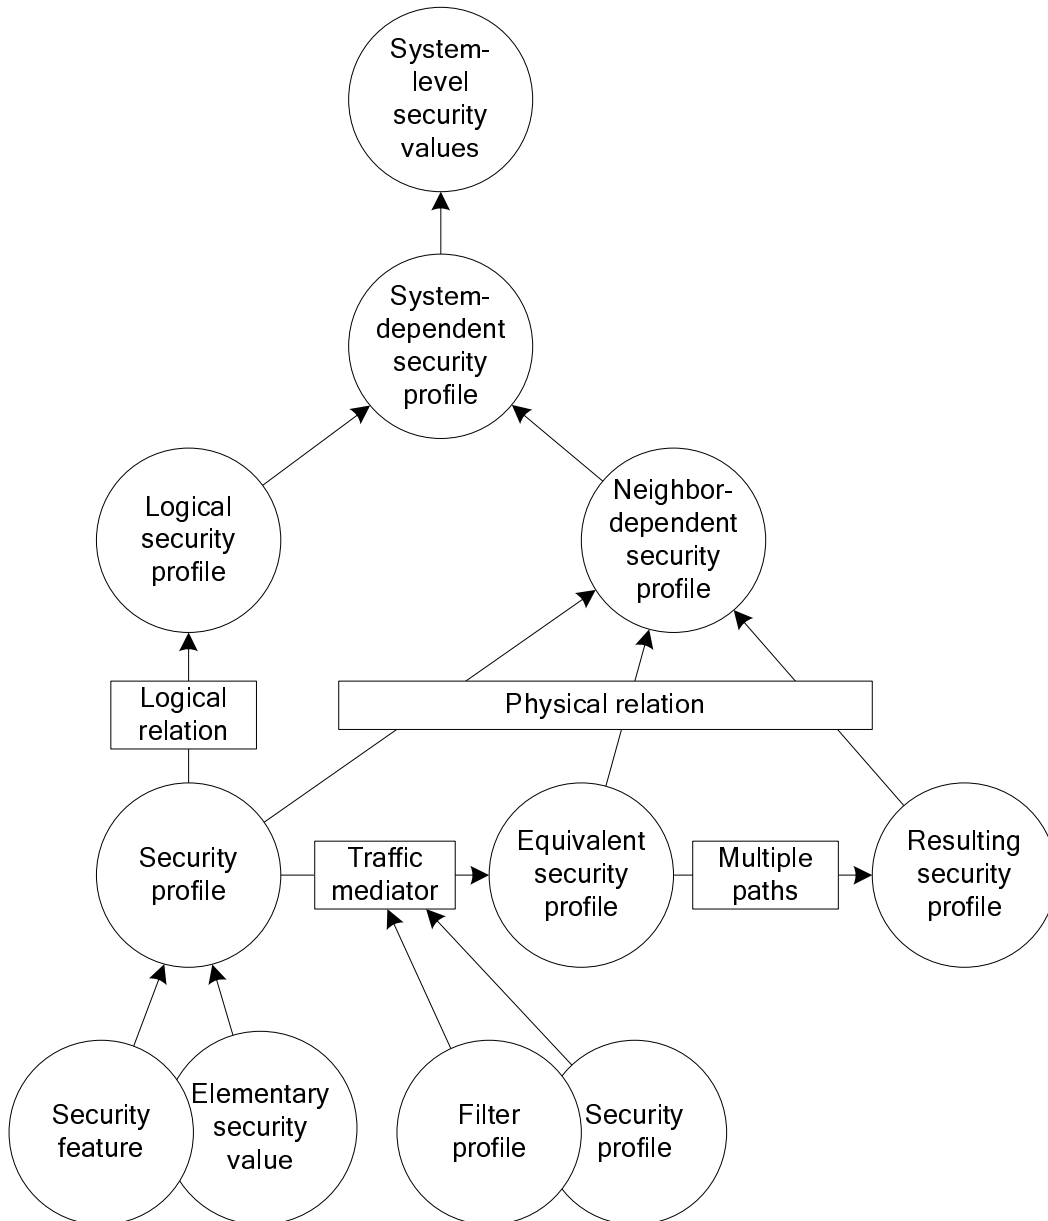 System-
level
security
values
System-
dependent
security
profile
Logical
security
profile
Neighbor-
dependent
security
profile
Logical
relation
Physical relation
Security
profile
Traffic
mediator
Equivalent
security
profile
Multiple
paths
Resulting
security
profile
Security
feature
Elementary
security
value
Filter
profile
Security
profile